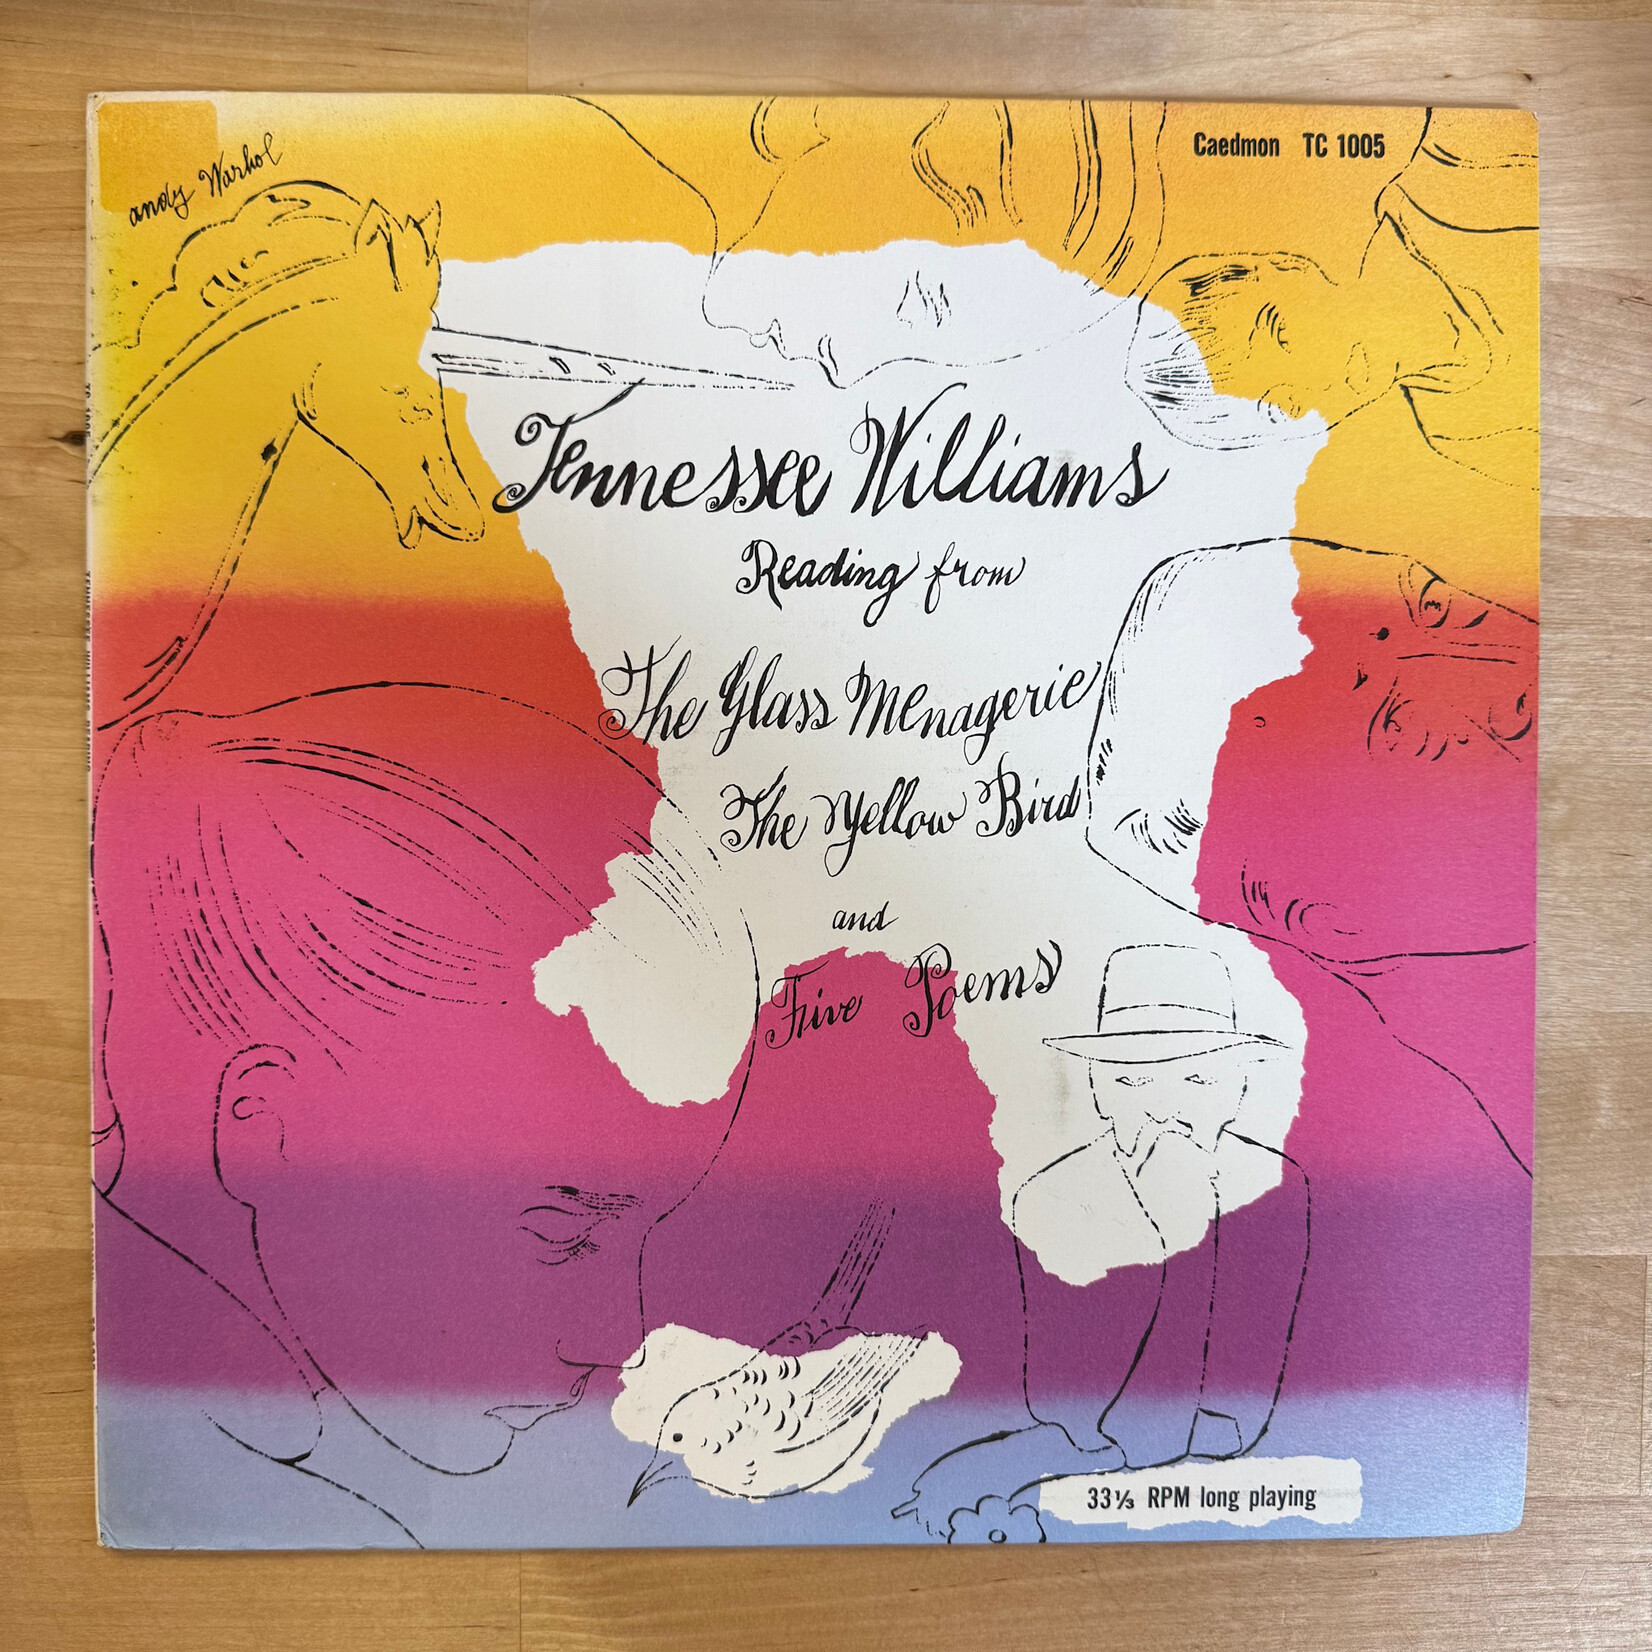 andy Warhol
Caedmon TC 1005
Tennessee Williams
Reading from
The Glass Menagerie
The Yellow Bird
and
Five Poems
33⅓ RPM long playing